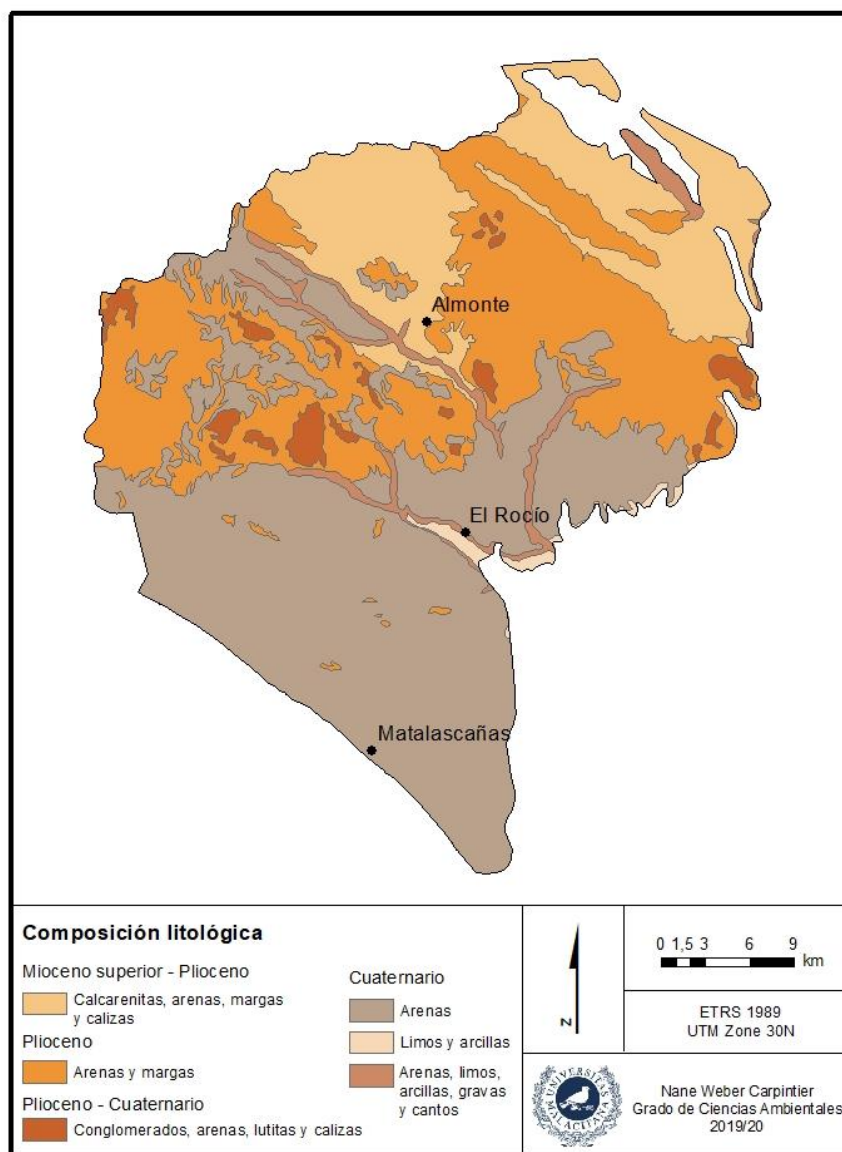 Almonte
El Rocío
Matalascañas
Composición litológica
Mioceno superior - Plioceno
Calcarenitas, arenas, margas
y calizas
Plioceno
Arenas y margas
Plioceno - Cuaternario
Conglomerados, arenas, lutitas y calizas
Cuaternario
Arenas
Limos y arcillas
Arenas, limos,
arcillas, gravas
y cantos
N
0 1,5 3 6 9
km
ETRS 1989
UTM Zone 30N
UNIVERSITAS
MALACITANA
Nane Weber Carpintier
Grado de Ciencias Ambientales
2019/20